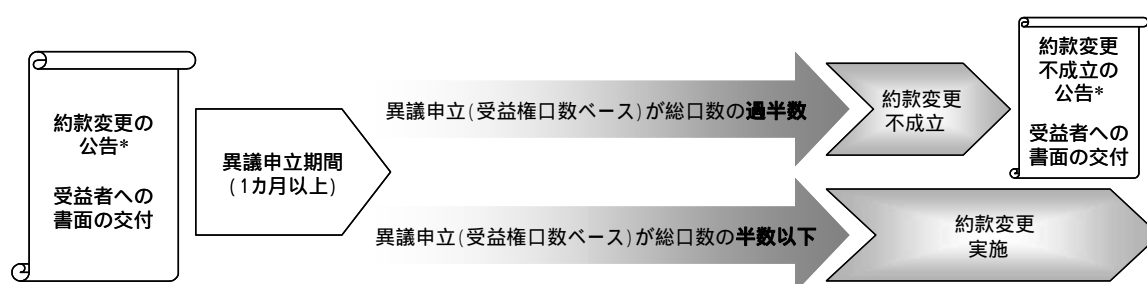 約款変更の
公告*
受益者への
書面の交付
異議申立期間
(1カ月以上)
異議申立(受益権口数ベース)が総口数の過半数
約款変更
不成立
約款変更
不成立の
公告*
受益者への
書面の交付
異議申立(受益権口数ベース)が総口数の半数以下
約款変更
実施